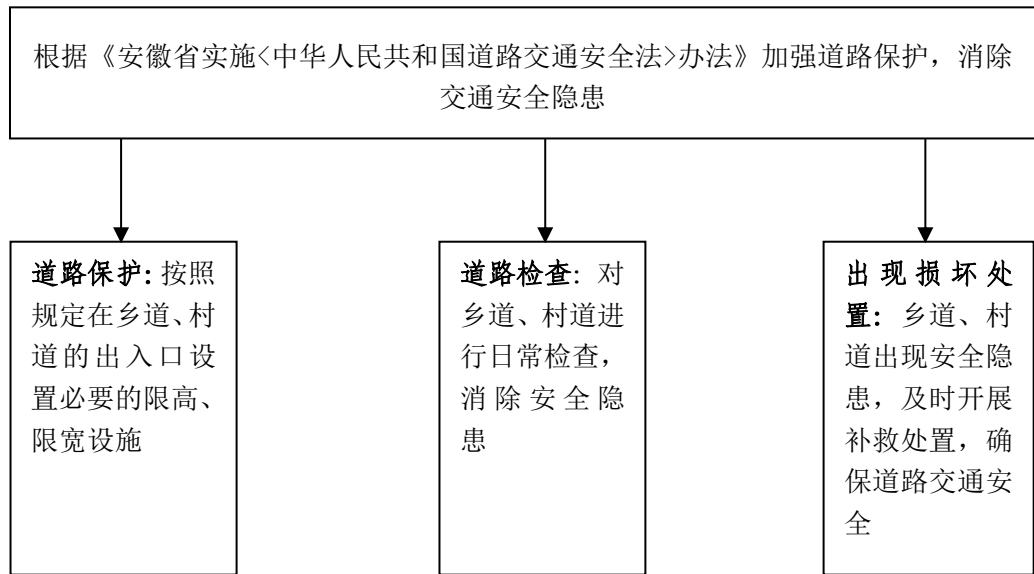 根据《安徽省实施<中华人民共和国道路交通安全法>办法》加强道路保护，消除
交通安全隐患
道路保护：按照
规定在乡道、村
道的出入口设
置必要的限高、
限宽设施
道路检查：对
乡道、村道进
行日常检查，
消除安全隐
患
出现损坏处
置：乡道、村
道出现安全隐
患，及时开展
补救处置，确
保道路交通安
全